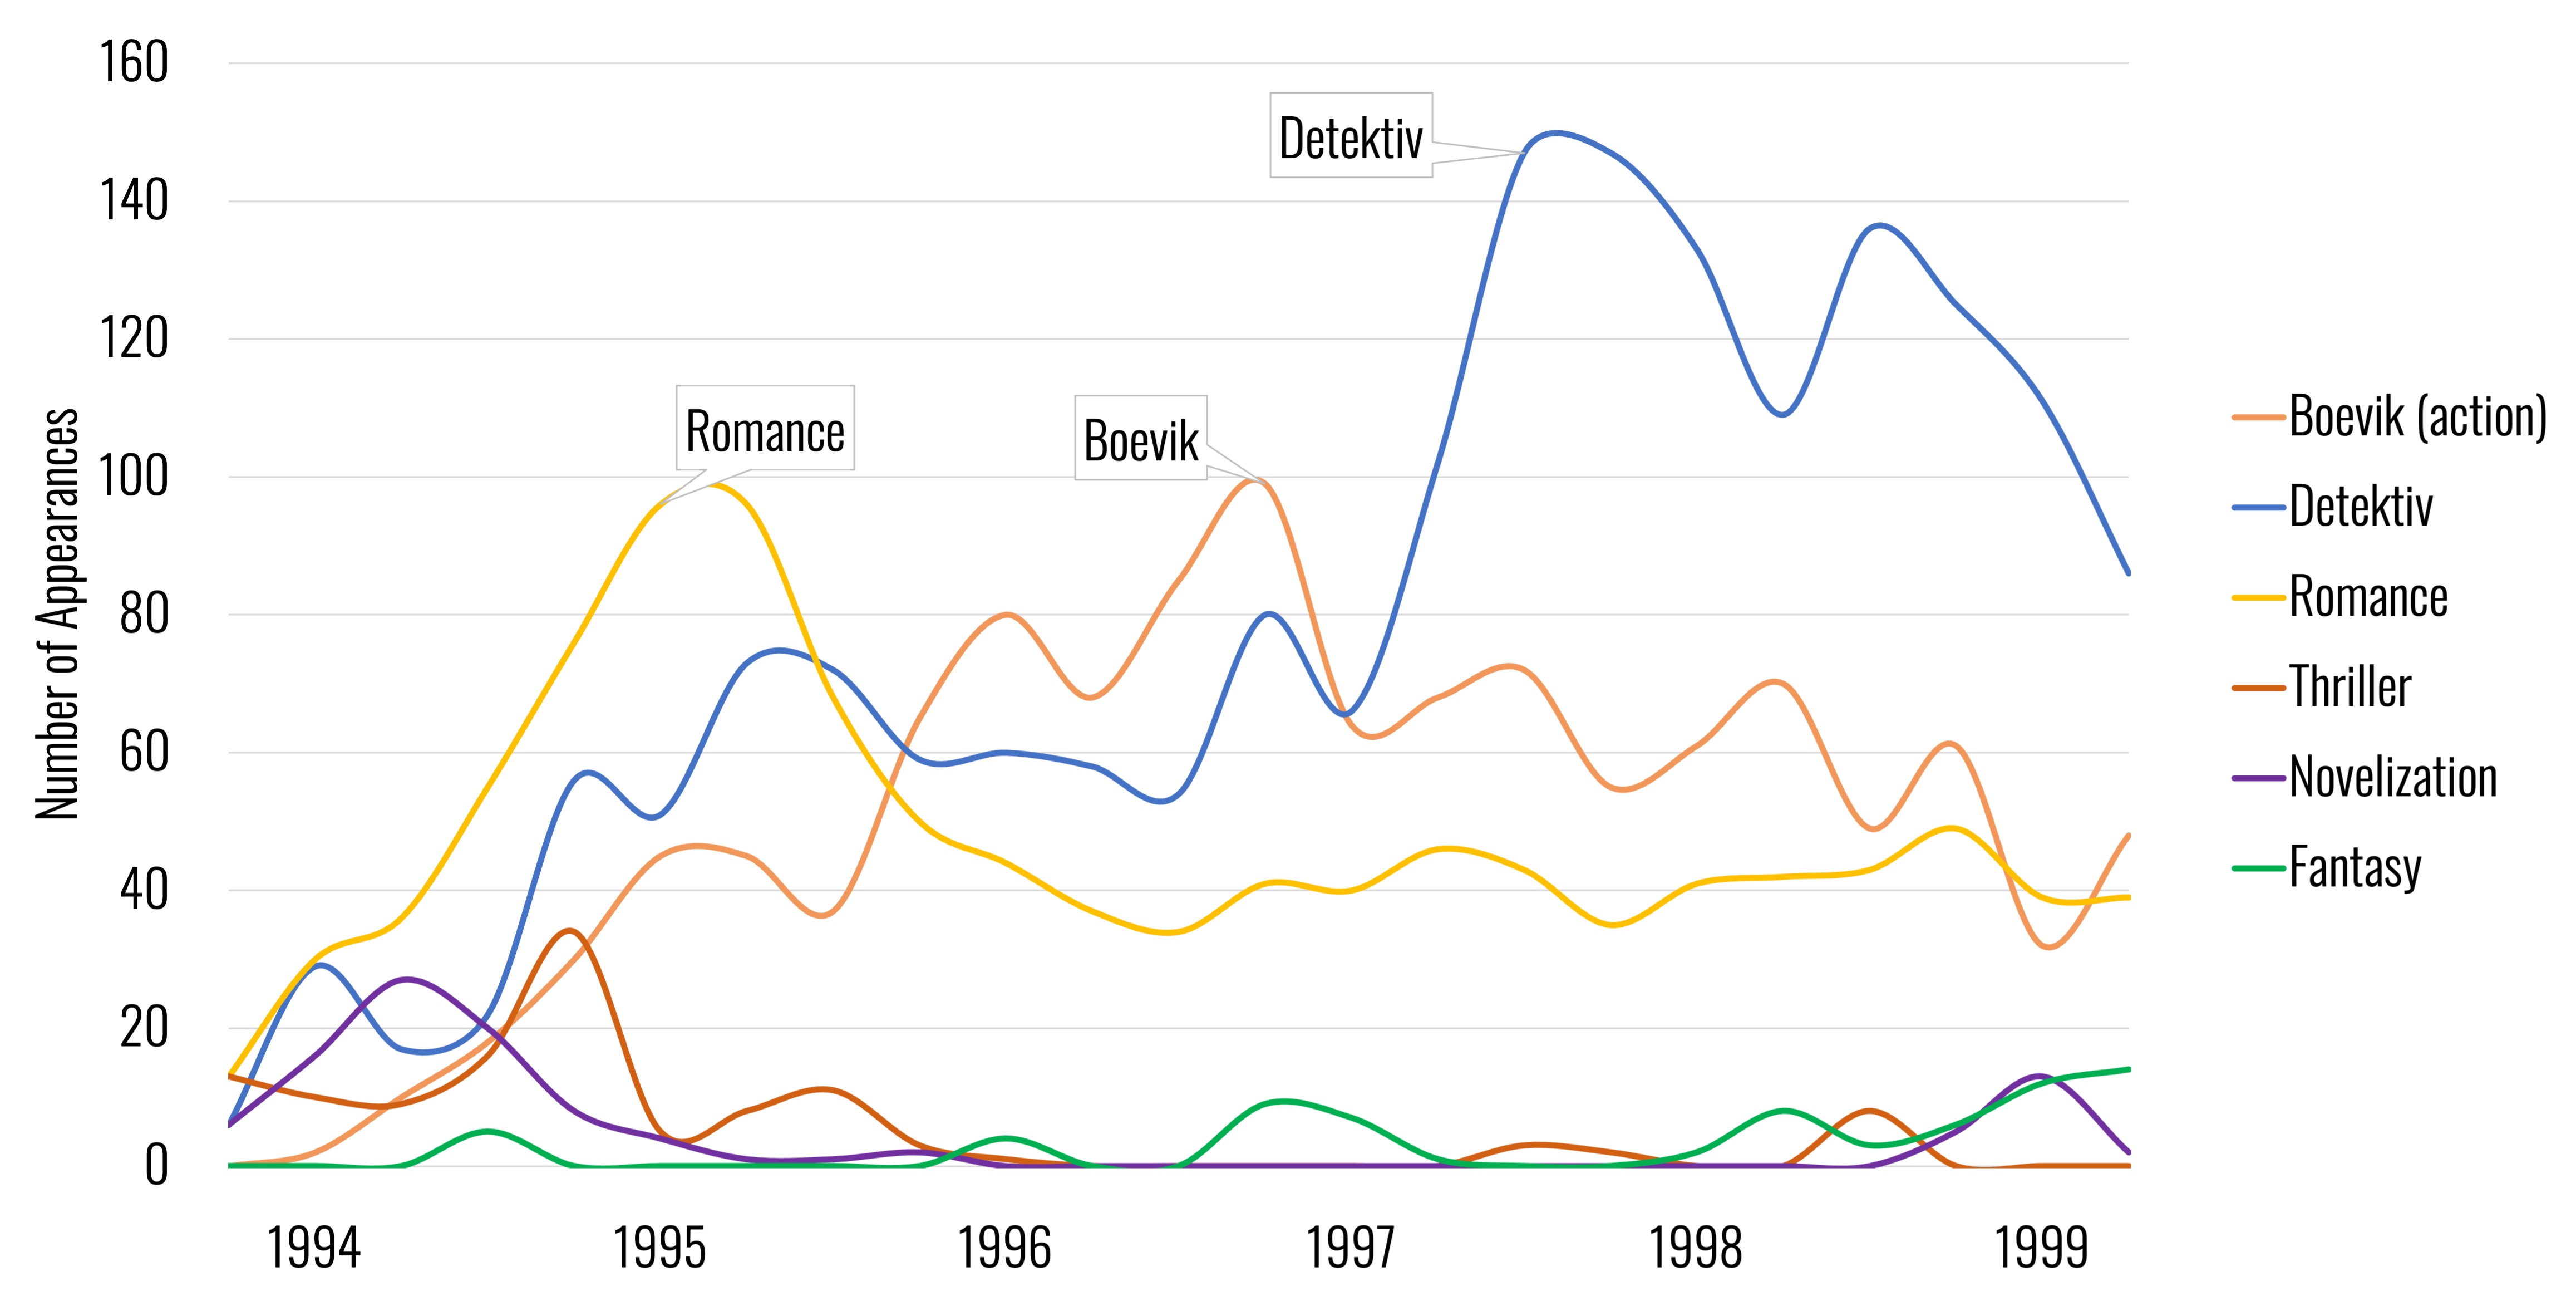 160
140
120
100
80
60
40
20
0
Number of Appearances
Detektiv
Romance
Boevik
1994 1995 1996 1997 1998 1999
Boevik (action)
Detektiv
Romance
Thriller
Novelization
Fantasy